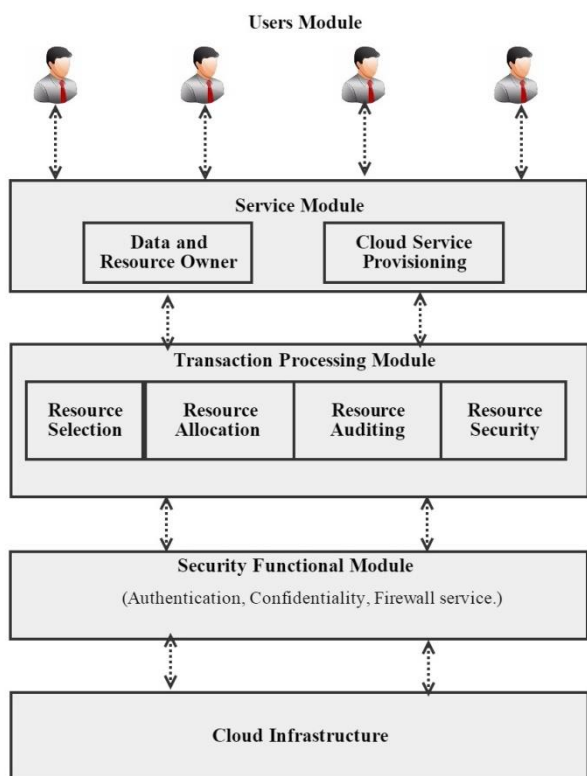 Users Module
Service Module
Data and
Resource Owner
Cloud Service
Provisioning
Transaction Processing Module
Resource
Selection
Resource
Allocation
Resource
Auditing
Resource
Security
Security Functional Module
(Authentication, Confidentiality, Firewall service.)
Cloud Infrastructure